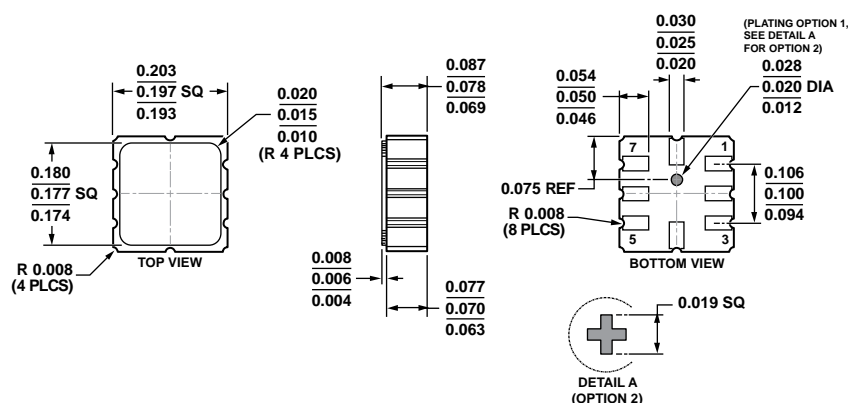 0.203
0.197 SQ
0.193
0.180
0.177 SQ
0.174
0.020
0.015
0.010
(R 4 PLCS)
R 0.008
(4 PLCS)
TOP VIEW
0.087
0.078
0.069
0.008
0.006
0.004
0.077
0.070
0.063
0.030
0.025
0.020
(PLATING OPTION 1,
SEE DETAIL A
FOR OPTION 2)
0.054
0.050
0.046
0.028
0.020 DIA
0.012
7
1
0.075 REF
0.106
0.100
0.094
R 0.008
(8 PLCS)
5
3
BOTTOM VIEW
0.019 SQ
DETAIL A
(OPTION 2)